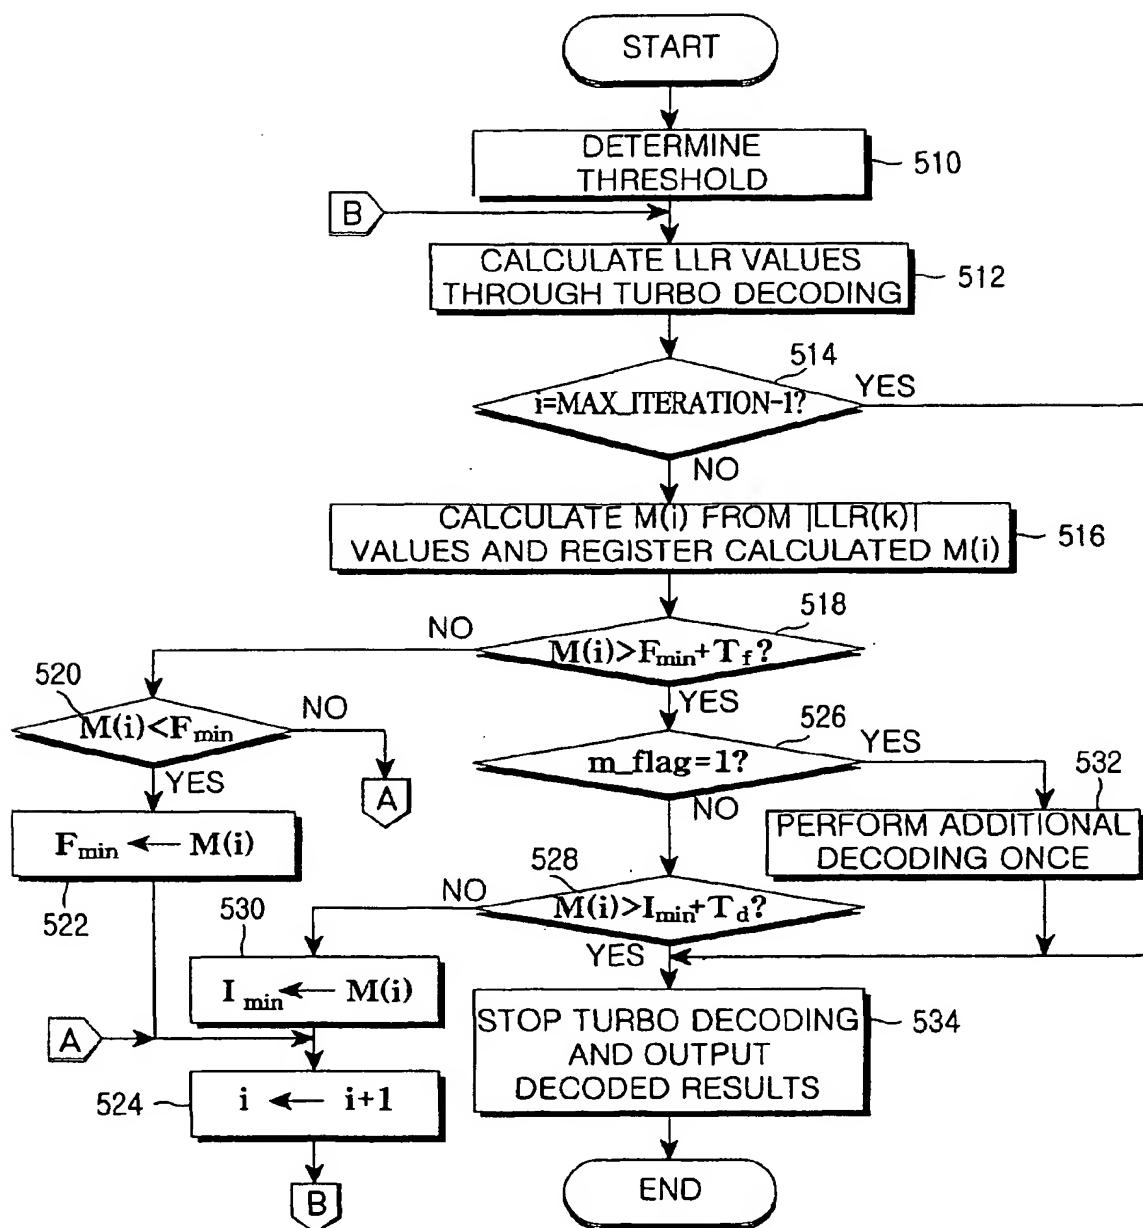 START
DETERMINE
THRESHOLD
510
B
CALCULATE LLR VALUES
THROUGH TURBO DECODING
512
514
i=MAX_ITERATION-1?
YES
NO
CALCULATE M(i) FROM |LLR(k)|
VALUES AND REGISTER CALCULATED M(i)
516
518
NO
M(i)>Fmin+Tf?
YES
520
M(i)<Fmin
NO
YES
A
526
m_flag=1?
YES
NO
532
PERFORM ADDITIONAL
DECODING ONCE
Fmin ← M(i)
522
528
NO
M(i)>Imin+Td?
YES
530
I min ← M(i)
A
STOP TURBO DECODING
AND OUTPUT
DECODED RESULTS
534
524
i ← i+1
B
END